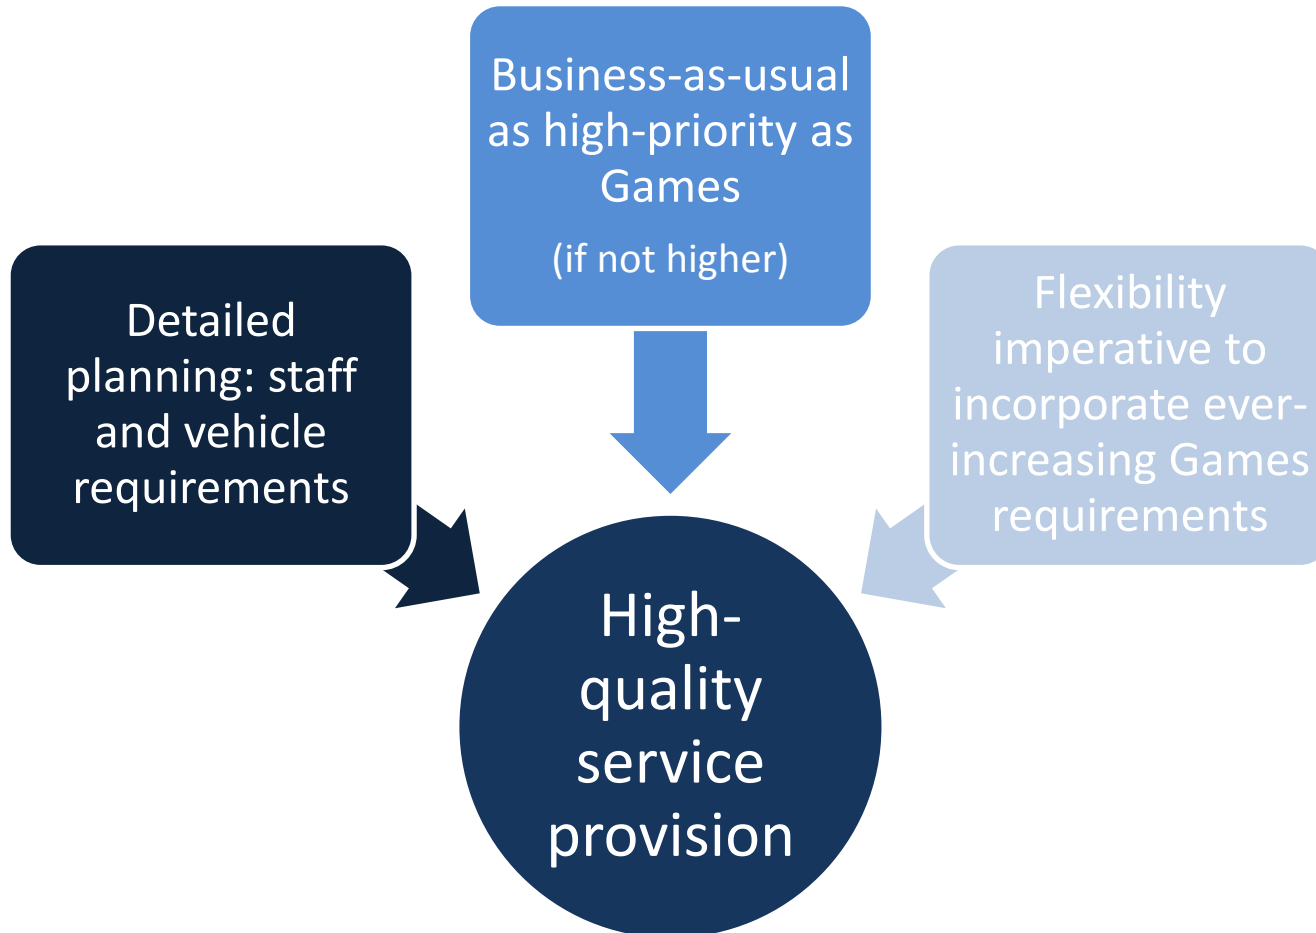 Business-as-usual
as high-priority as
Games
(if not higher)
Detailed
planning: staff
and vehicle
requirements
Flexibility
imperative to
incorporate ever-
increasing Games
requirements
High-
quality
service
provision